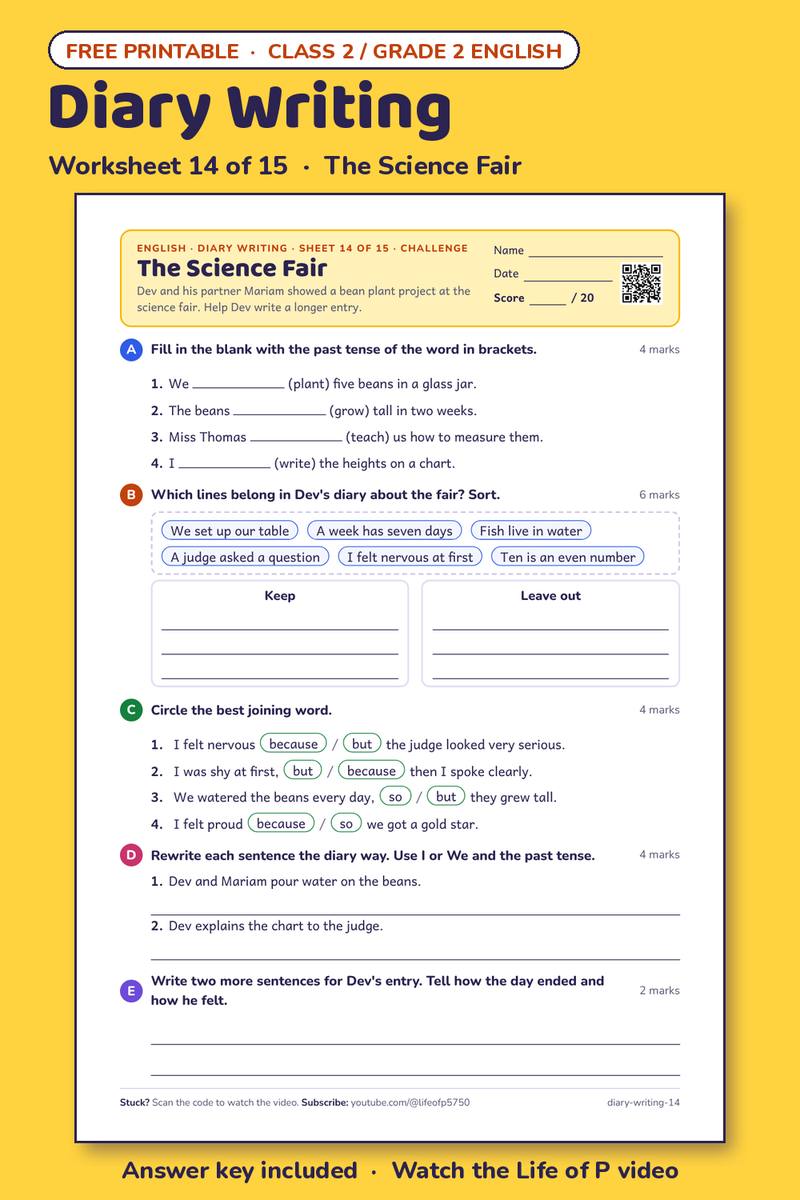 FREE PRINTABLE · CLASS 2 / GRADE 2 ENGLISH
Diary Writing
Worksheet 14 of 15 · The Science Fair
ENGLISH · DIARY WRITING · SHEET 14 OF 15 · CHALLENGE
The Science Fair
Dev and his partner Mariam showed a bean plant project at the
science fair. Help Dev write a longer entry.
Name ____
Date ____
Score ____ / 20
A Fill in the blank with the past tense of the word in brackets. 4 marks
1. We ____ (plant) five beans in a glass jar.
2. The beans ____ (grow) tall in two weeks.
3. Miss Thomas ____ (teach) us how to measure them.
4. I ____ (write) the heights on a chart.
B Which lines belong in Dev's diary about the fair? Sort. 6 marks
We set up our table A week has seven days Fish live in water
A judge asked a question I felt nervous at first Ten is an even number
Keep Leave out
C Circle the best joining word. 4 marks
1. I felt nervous because / but the judge looked very serious.
2. I was shy at first, but / because then I spoke clearly.
3. We watered the beans every day, so / but they grew tall.
4. I felt proud because / so we got a gold star.
D Rewrite each sentence the diary way. Use I or We and the past tense. 4 marks
1. Dev and Mariam pour water on the beans.
2. Dev explains the chart to the judge.
E Write two more sentences for Dev's entry. Tell how the day ended and
how he felt. 2 marks
Stuck? Scan the code to watch the video. Subscribe: youtube.com/@lifeofp5750 diary-writing-14
Answer key included · Watch the Life of P video